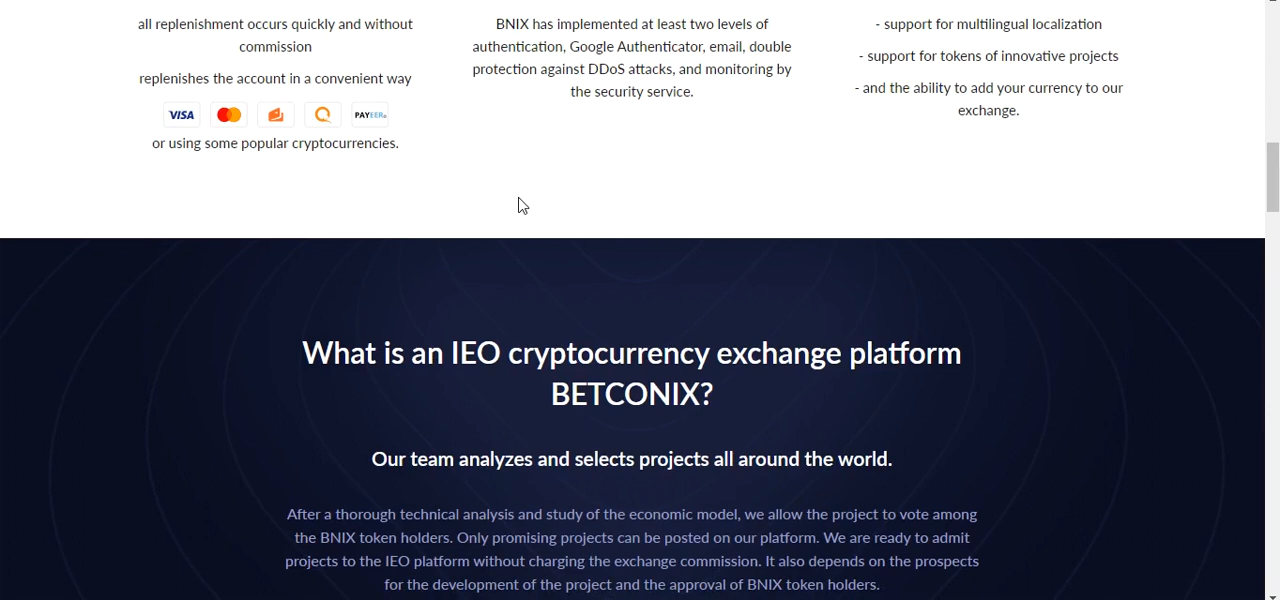 all replenishment occurs quickly and without
commission
replenishes the account in a convenient way
VISA
PAYEER
or using some popular cryptocurrencies.
BNIX has implemented at least two levels of
authentication, Google Authenticator, email, double
protection against DDoS attacks, and monitoring by
the security service.
- support for multilingual localization
- support for tokens of innovative projects
- and the ability to add your currency to our
exchange.
What is an IEO cryptocurrency exchange platform
BETCONIX?
Our team analyzes and selects projects all around the world.
After a thorough technical analysis and study of the economic model, we allow the project to vote among
the BNIX token holders. Only promising projects can be posted on our platform. We are ready to admit
projects to the IEO platform without charging the exchange commission. It also depends on the prospects
for the development of the project and the approval of BNIX token holders.